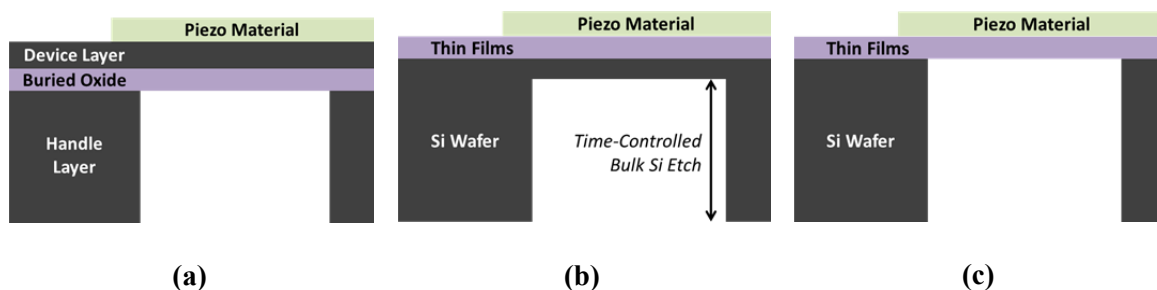 Piezo Material
Device Layer
Buried Oxide
Handle
Layer
(a)
Piezo Material
Thin Films
Si Wafer
Time-Controlled
Bulk Si Etch
(b)
Piezo Material
Thin Films
Si Wafer
(c)